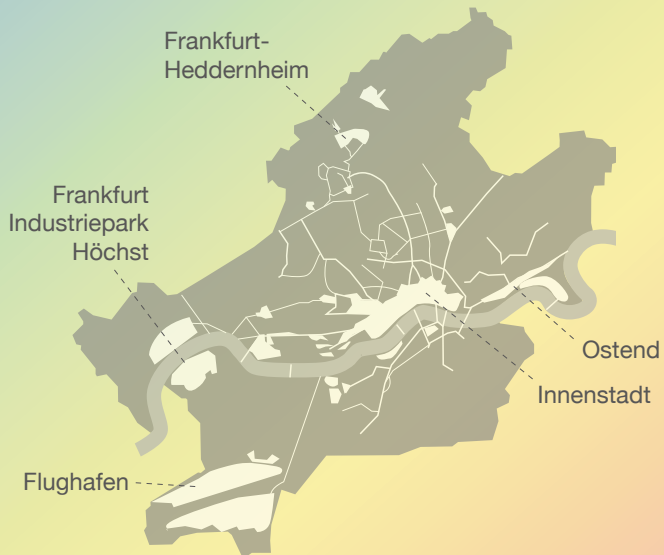 Frankfurt-
Heddernheim
Frankfurt
Industriepark
Höchst
Ostend
Innenstadt
Flughafen